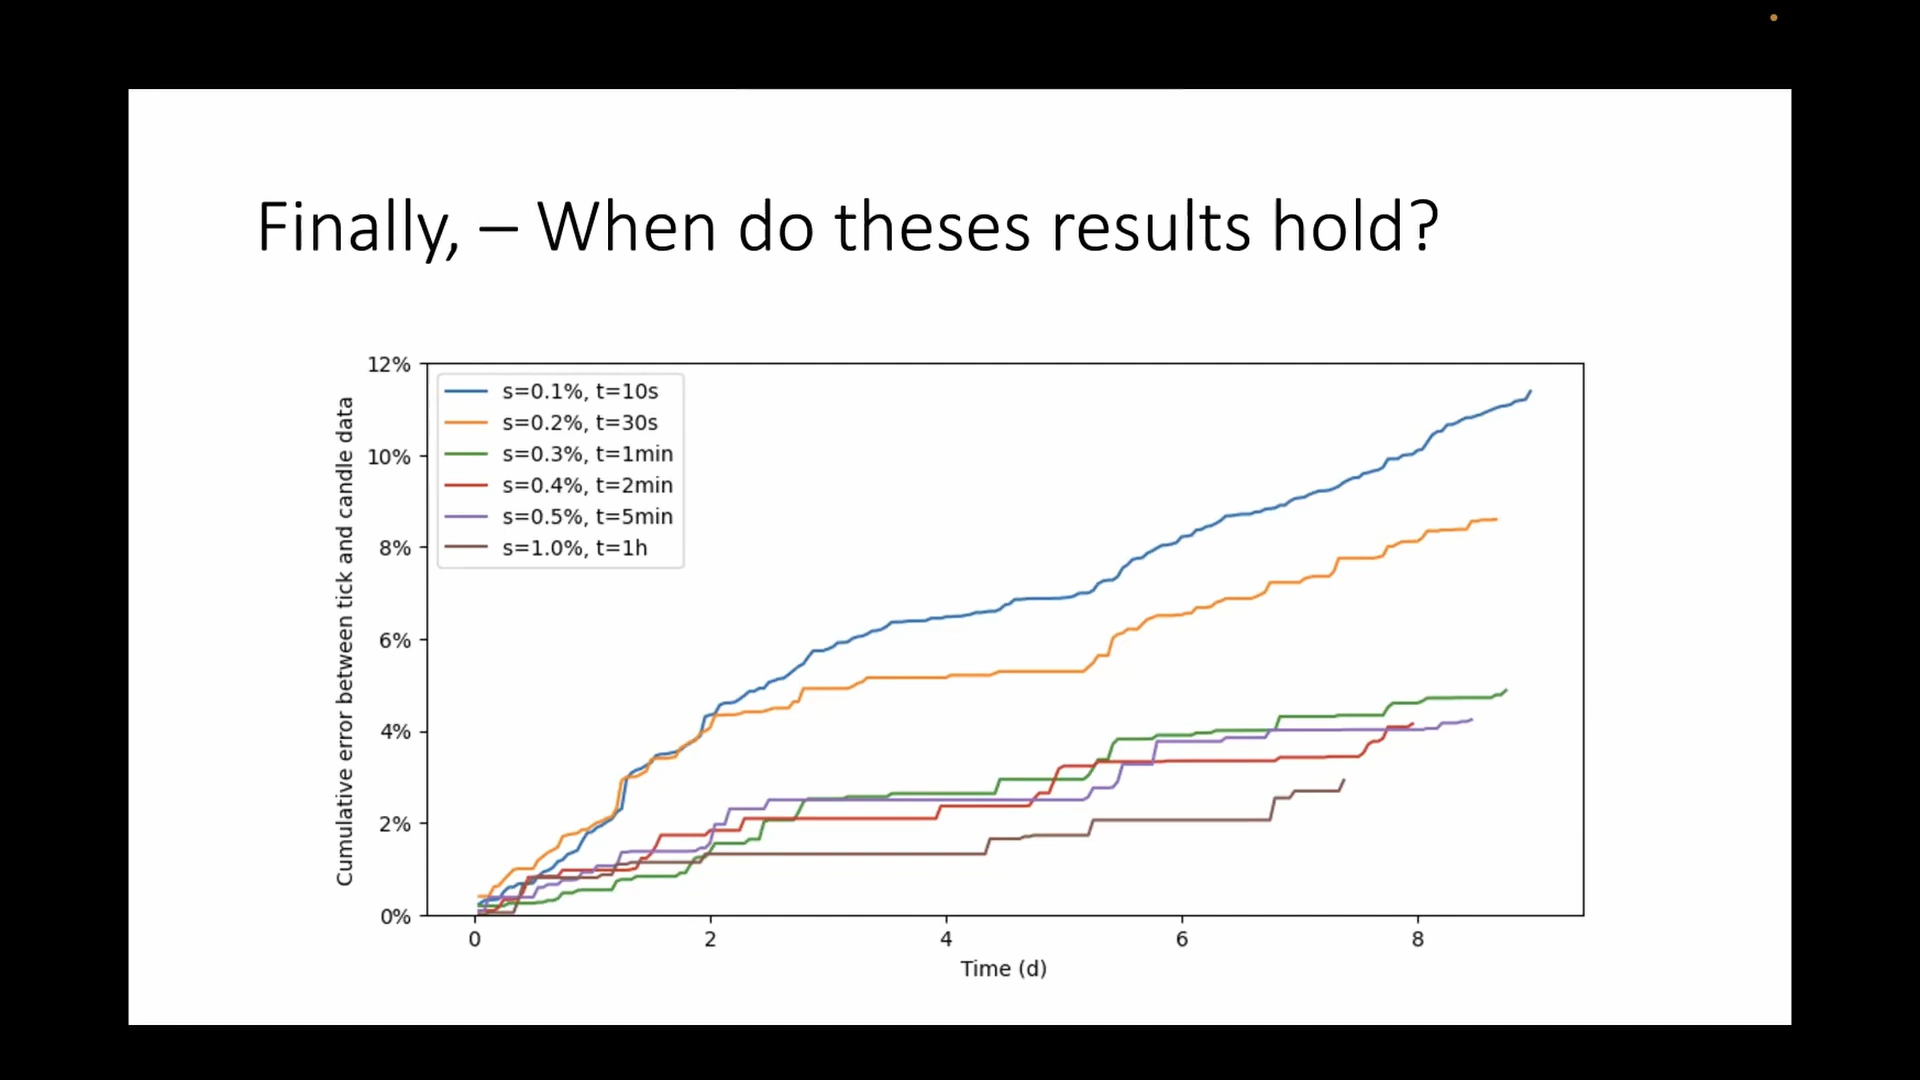 Finally, – When do theses results hold?
12%
10%
8%
6%
4%
2%
0%
Cumulative error between tick and candle data
s=0.1%, t=10s
s=0.2%, t=30s
s=0.3%, t=1min
s=0.4%, t=2min
s=0.5%, t=5min
s=1.0%, t=1h
0 2 4 6 8
Time (d)